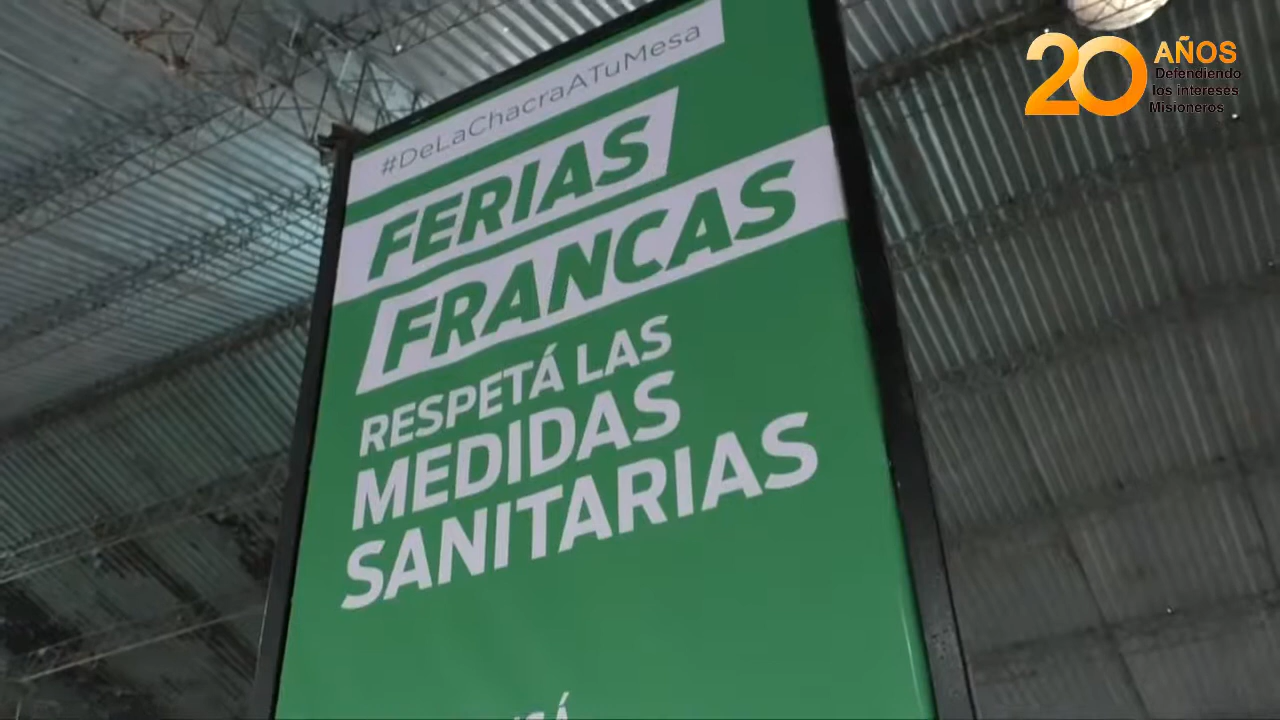 #DeLaChacraATuMesa
FERIAS
FRANCAS
RESPETÁ LAS
MEDIDAS
SANITARIAS
20 AÑOS
Defendiendo
los intereses
Misioneros